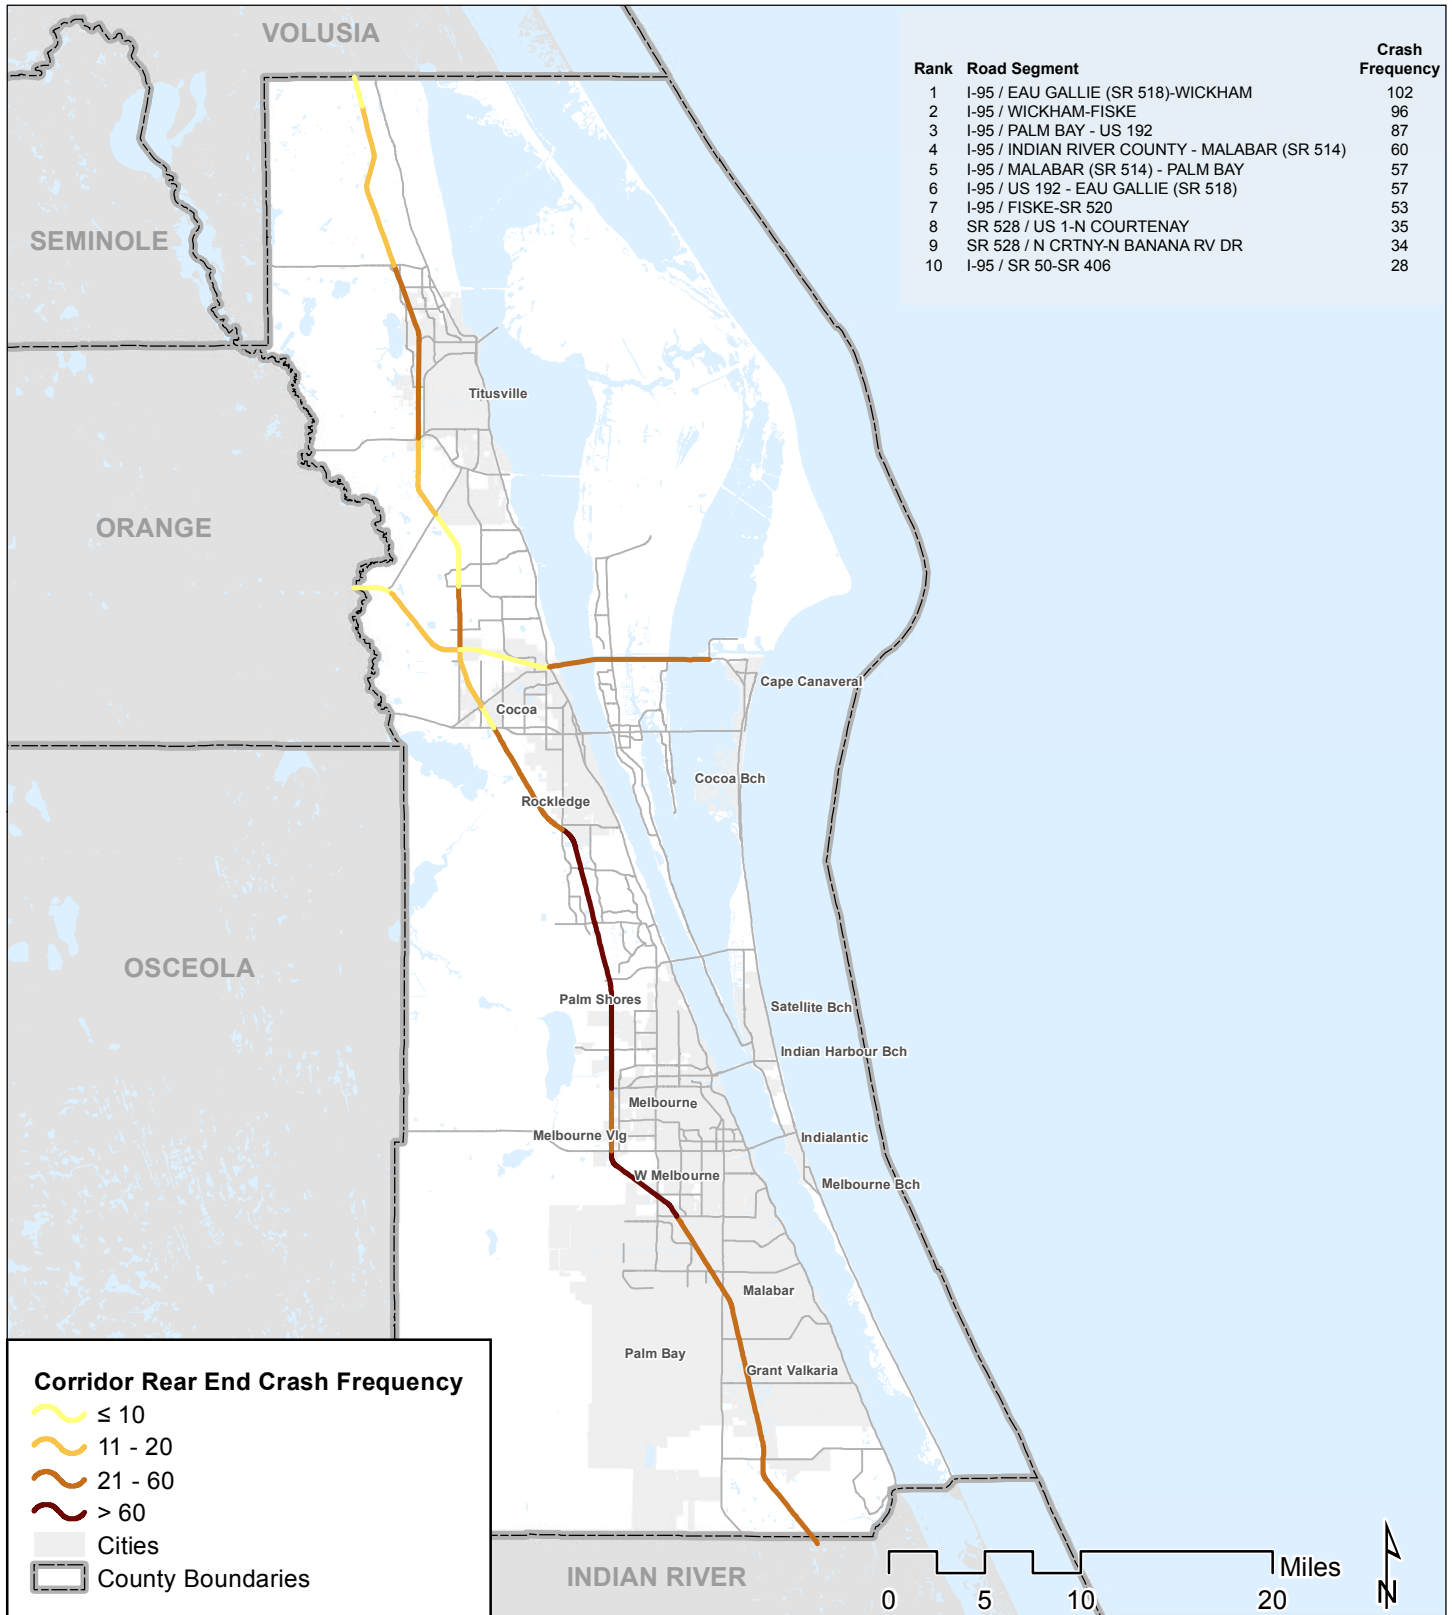 VOLUSIA
Rank Road Segment Crash Frequency
1 I-95 / EAU GALLIE (SR 518)-WICKHAM 102
2 I-95 / WICKHAM-FISKE 96
3 I-95 / PALM BAY - US 192 87
4 I-95 / INDIAN RIVER COUNTY - MALABAR (SR 514) 60
5 I-95 / MALABAR (SR 514) - PALM BAY 57
6 I-95 / US 192 - EAU GALLIE (SR 518) 57
7 I-95 / FISKE-SR 520 53
8 SR 528 / US 1-N COURTENAY 35
9 SR 528 / N CRTNY-N BANANA RV DR 34
10 I-95 / SR 50-SR 406 28
SEMINOLE
Titusville
ORANGE
Cape Canaveral
Cocoa
Cocoa Bch
Rockledge
OSCEOLA
Palm Shores
Satellite Bch
Indian Harbour Bch
Melbourne
Melbourne Vlg
Indialantic
W Melbourne
Melbourne Bch
Malabar
Palm Bay
Grant Valkaria
Corridor Rear End Crash Frequency
≤ 10
11 - 20
21 - 60
> 60
Cities
County Boundaries
INDIAN RIVER
Miles
0 5 10 20
N